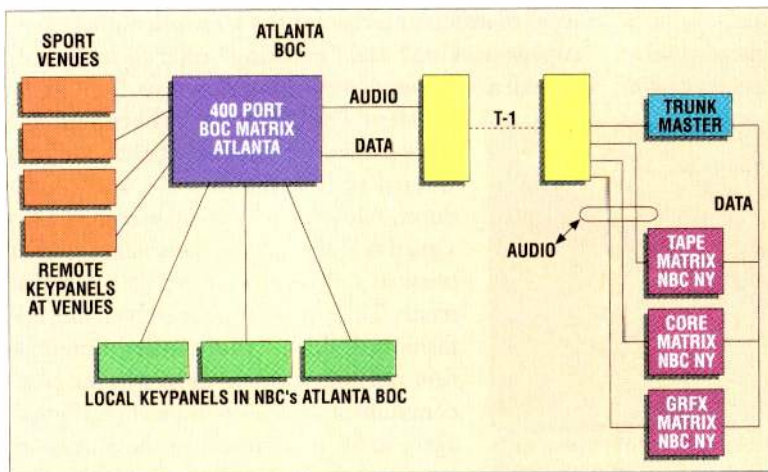 SPORT
VENUES
ATLANTA
BOC
400 PORT
BOC MATRIX
ATLANTA
AUDIO
DATA
T-1
TRUNK
MASTER
DATA
AUDIO
TAPE
MATRIX
NBC NY
CORE
MATRIX
NBC NY
GRFX
MATRIX
NBC NY
REMOTE
KEYPANELS
AT VENUES
LOCAL KEYPANELS IN NBC's ATLANTA BOC